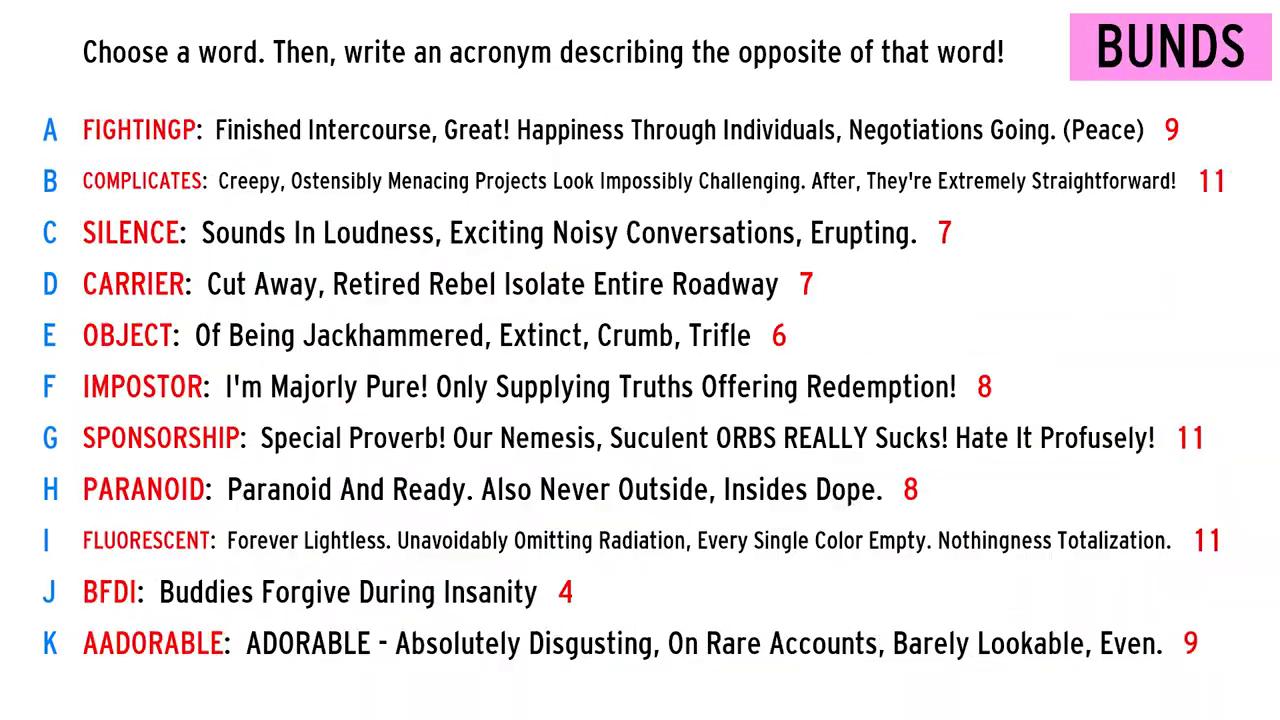 Choose a word. Then, write an acronym describing the opposite of that word!
BUNDS
A FIGHTINGP: Finished Intercourse, Great! Happiness Through Individuals, Negotiations Going. (Peace) 9
B COMPLICATES: Creepy, Ostensibly Menacing Projects Look Impossibly Challenging. After, They're Extremely Straightforward! 11
C SILENCE: Sounds In Loudness, Exciting Noisy Conversations, Erupting. 7
D CARRIER: Cut Away, Retired Rebel Isolate Entire Roadway 7
E OBJECT: Of Being Jackhammered, Extinct, Crumb, Trifle 6
F IMPOSTOR: I'm Majorly Pure! Only Supplying Truths Offering Redemption! 8
G SPONSORSHIP: Special Proverb! Our Nemesis, Suculent ORBS REALLY Sucks! Hate It Profusely! 11
H PARANOID: Paranoid And Ready. Also Never Outside, Insides Dope. 8
I FLUORESCENT: Forever Lightless. Unavoidably Omitting Radiation, Every Single Color Empty. Nothingness Totalization. 11
J BFDI: Buddies Forgive During Insanity 4
K AADORABLE: ADORABLE - Absolutely Disgusting, On Rare Accounts, Barely Lookable, Even. 9